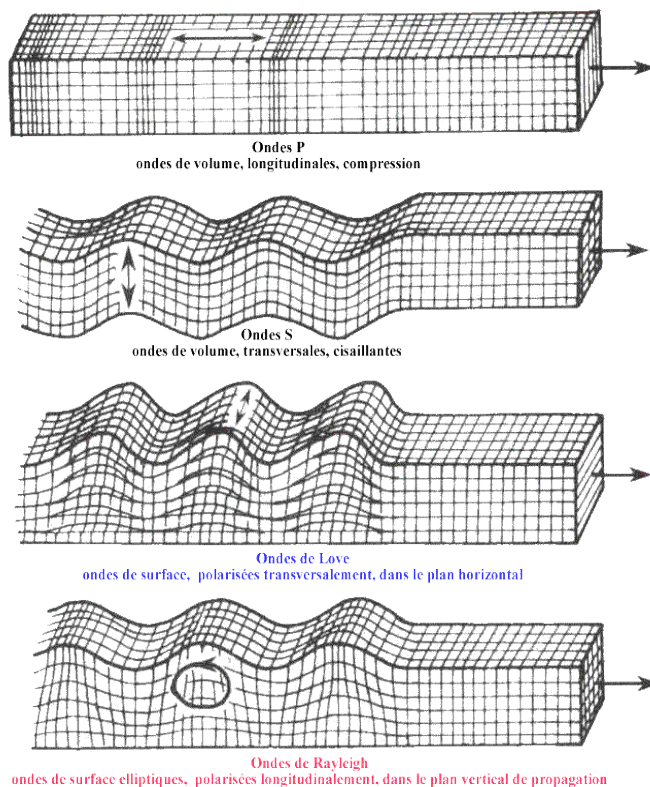 Ondes P
ondes de volume, longitudinales, compression
Ondes S
ondes de volume, transversales, cisaillantes
Ondes de Love
ondes de surface, polarisées transversalement, dans le plan horizontal
Ondes de Rayleigh
ondes de surface elliptiques, polarisées longitudinalement, dans le plan vertical de propagation